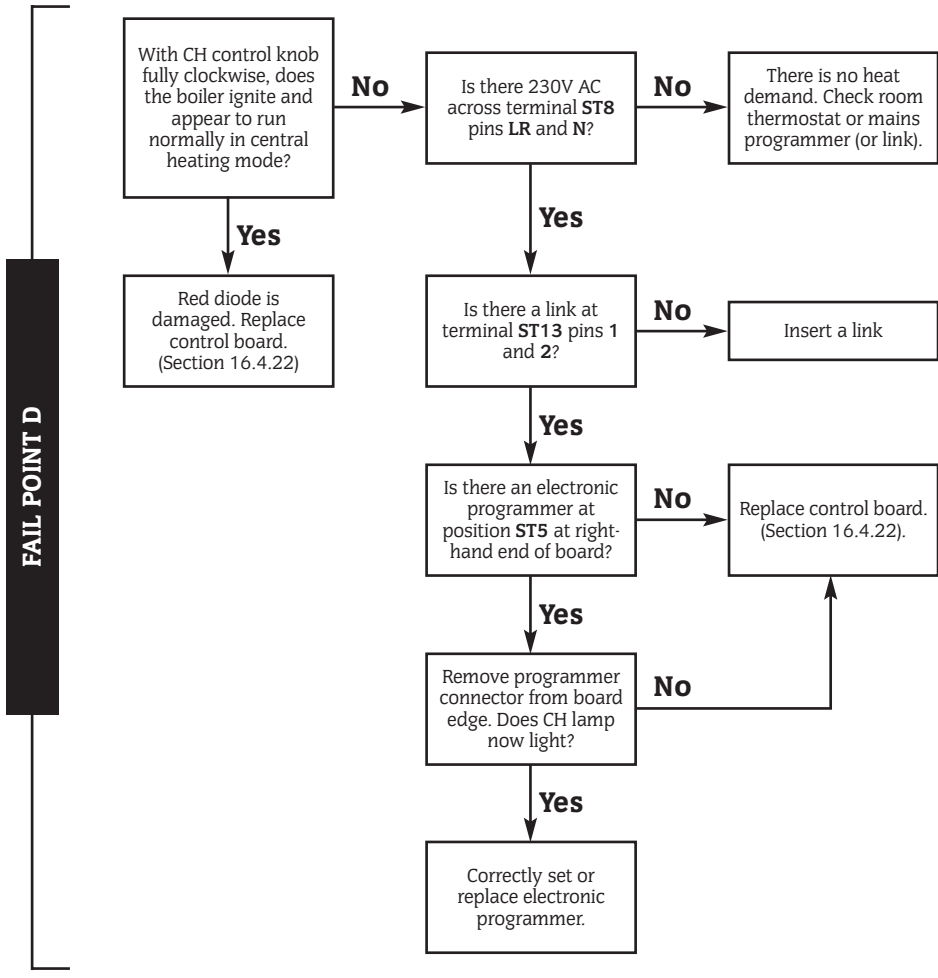 FAIL POINT D
With CH control knob
fully clockwise, does
the boiler ignite and
appear to run
normally in central
heating mode?
No
Is there 230V AC
across terminal ST8
pins LR and N?
No
There is no heat
demand. Check room
thermostat or mains
programmer (or link).
Yes
Red diode is
damaged. Replace
control board.
(Section 16.4.22)
Yes
Is there a link at
terminal ST13 pins 1
and 2?
No
Insert a link
Yes
Is there an electronic
programmer at
position ST5 at right-
hand end of board?
No
Replace control board.
(Section 16.4.22).
Yes
Remove programmer
connector from board
edge. Does CH lamp
now light?
No
Yes
Correctly set or
replace electronic
programmer.